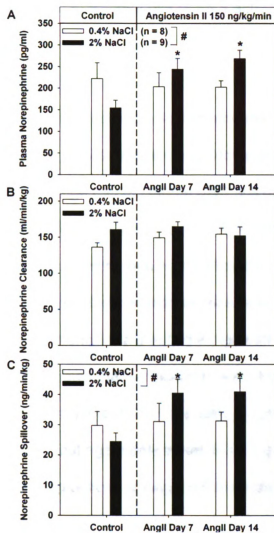 A Control Angiotensin II 150 ng/kg/min
Plasma Norepinephrine (pg/ml)
350
300
250
200
150
100
50
0
0.4% NaCl (n = 8)
2% NaCl (n = 9)
#
* *
Control AngII Day 7 AngII Day 14
B
Norepinephrine Clearance (ml/min/kg)
200
150
100
50
0
0.4% NaCl
2% NaCl
Control AngII Day 7 AngII Day 14
C
Norepinephrine Spillover (ng/min/kg)
50
40
30
20
10
0
0.4% NaCl
2% NaCl
#
* *
Control AngII Day 7 AngII Day 14